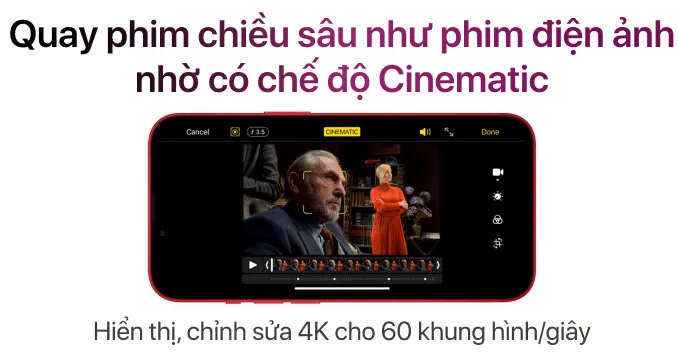 Quay phim chiều sâu như phim điện ảnh
nhờ có chế độ Cinematic
Cancel
ƒ 3.5
CINEMATIC
Done
Hiển thị, chỉnh sửa 4K cho 60 khung hình/giây